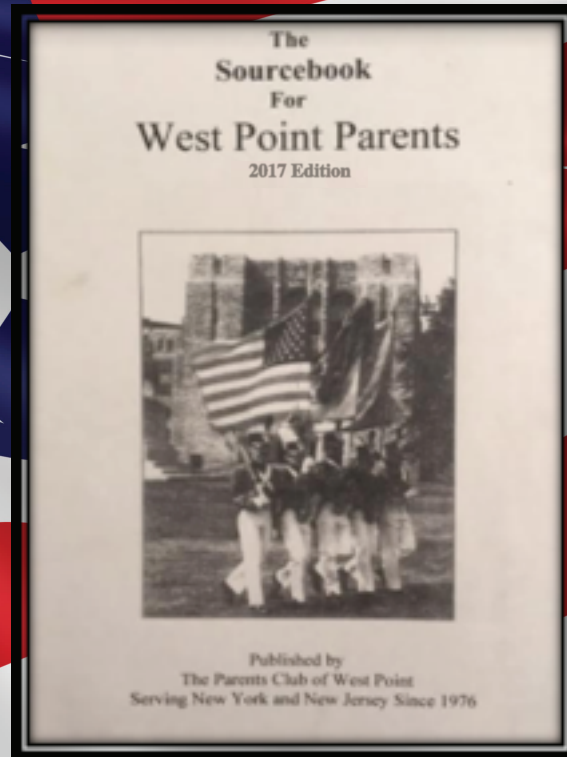 The
Sourcebook
For
West Point Parents
2017 Edition
Published by
The Parents Club of West Point
Serving New York and New Jersey Since 1976